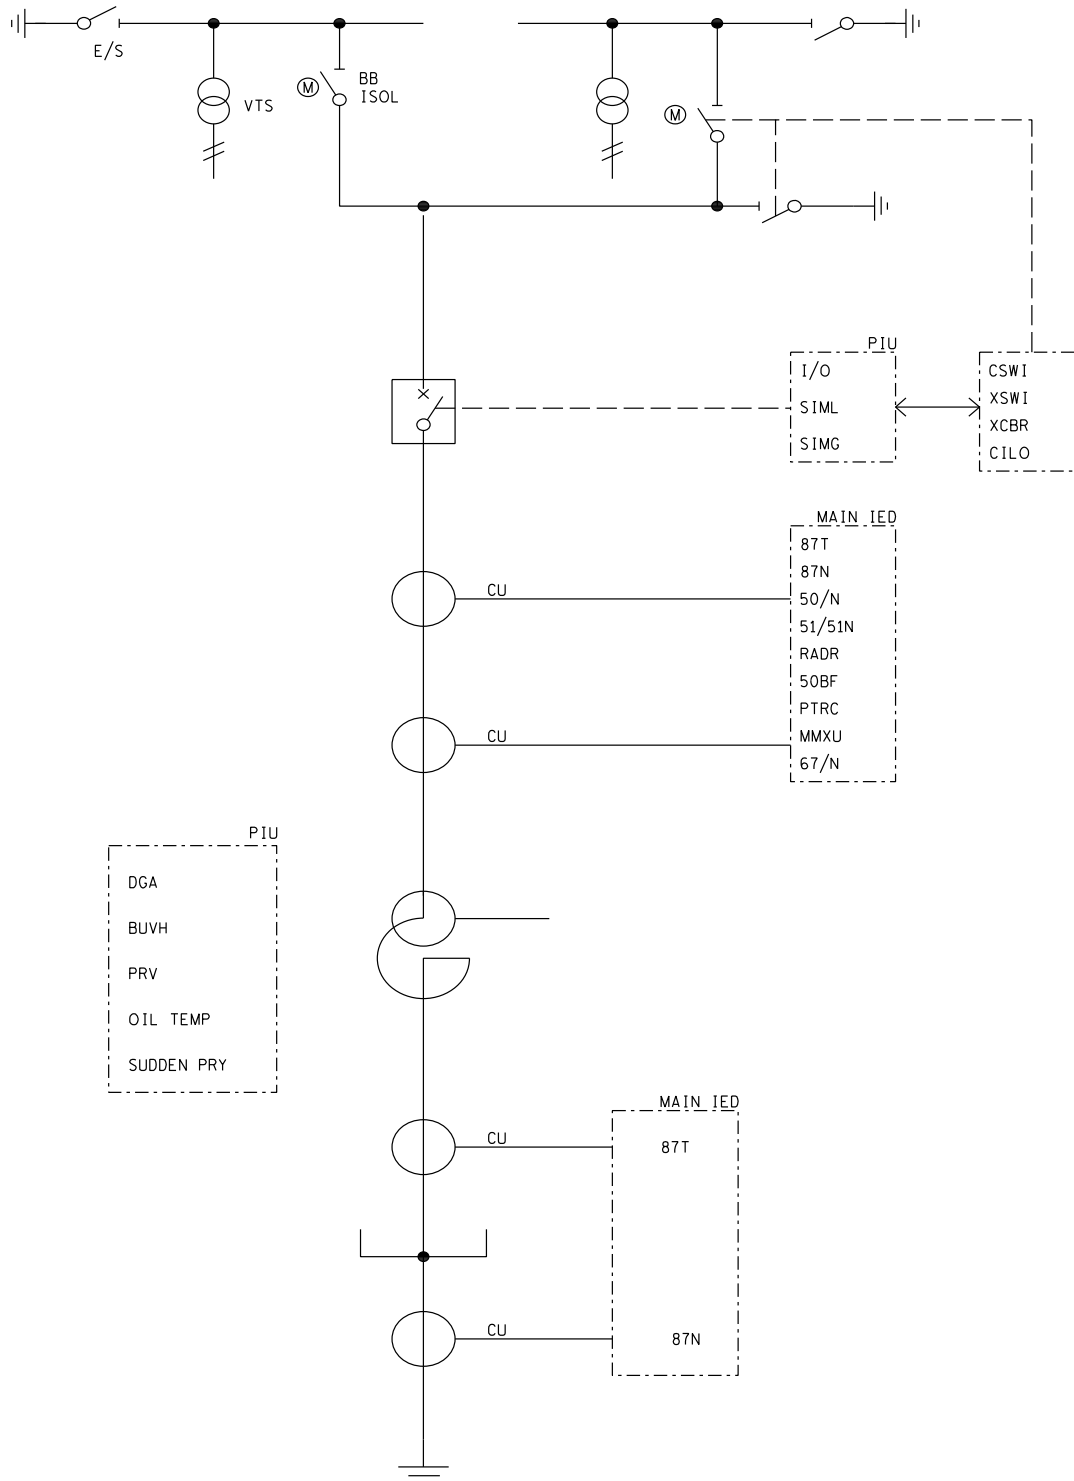 E/S
VTS
M
BB
ISOL
M
PIU
I/O
SIML
SIMG
CSWI
XSWI
XCBR
CILO
MAIN IED
87T
87N
50/N
51/51N
RADR
50BF
PTRC
MMXU
67/N
CU
CU
PIU
DGA
BUVH
PRV
OIL TEMP
SUDDEN PRY
MAIN IED
CU
87T
CU
87N